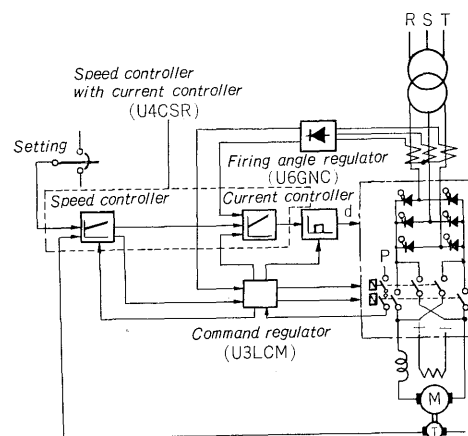 R S T
Speed controller
with current controller
(U4CSR)
Setting
Firing angle regulator
(U6GNC)
Speed controller
Current controller
d
P
Command regulator
(U3LCM)
M
T